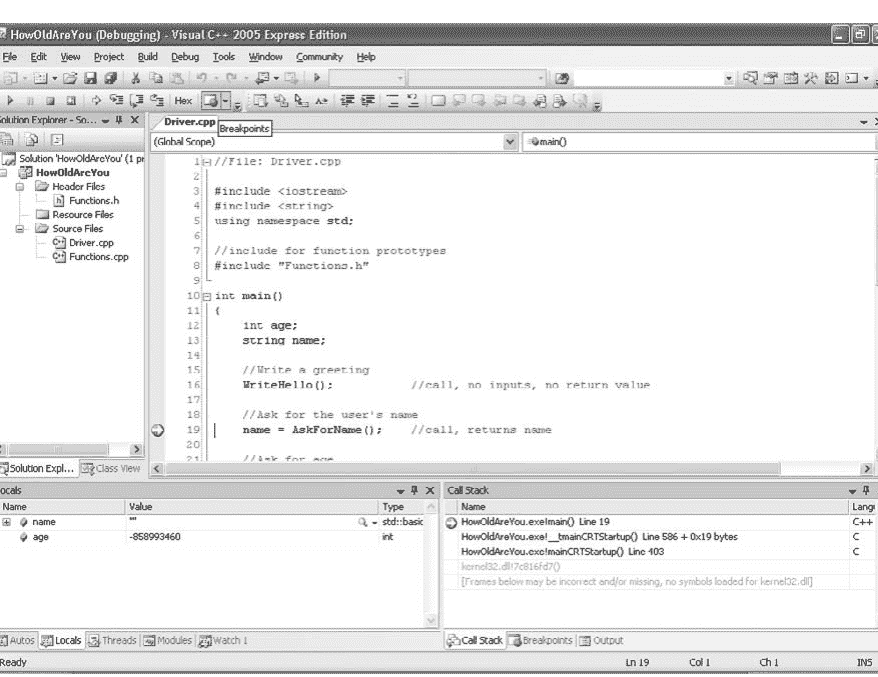 HowOldAreYou (Debugging) - Visual C++ 2005 Express Edition
File Edit View Project Build Debug Tools Window Community Help
Hex
Solution Explorer - So...
Driver.cpp
Breakpoints
(Global Scope)
main()
Solution 'HowOldAreYou' (1 pr
HowOldAreYou
Header Files
Functions.h
Resource Files
Source Files
Driver.cpp
Functions.cpp
1 //File: Driver.cpp
2
3 #include <iostream>
4 #include <string>
5 using namespace std;
6
7 //include for function prototypes
8 #include "Functions.h"
9
10 int main()
11 {
12 int age;
13 string name;
14
15 //Write a greeting
16 WriteHello(); //call, no inputs, no return value
17
18 //Ask for the user's name
19 name = AskForName(); //call, returns name
20
21 //Ask for age
Solution Expl... Class View
ocals
Name Value Type
name "" std::basic
age -858993460 int
Autos Locals Threads Modules Watch 1
Call Stack
Name Langu
HowOldAreYou.exe!main() Line 19 C++
HowOldAreYou.exe!__tmainCRTStartup() Line 586 + 0x19 bytes C
HowOldAreYou.exe!mainCRTStartup() Line 403 C
kernel32.dll!7c816fd7()
[Frames below may be incorrect and/or missing, no symbols loaded for kernel32.dll]
Call Stack Breakpoints Output
Ready Ln 19 Col 1 Ch 1 INS